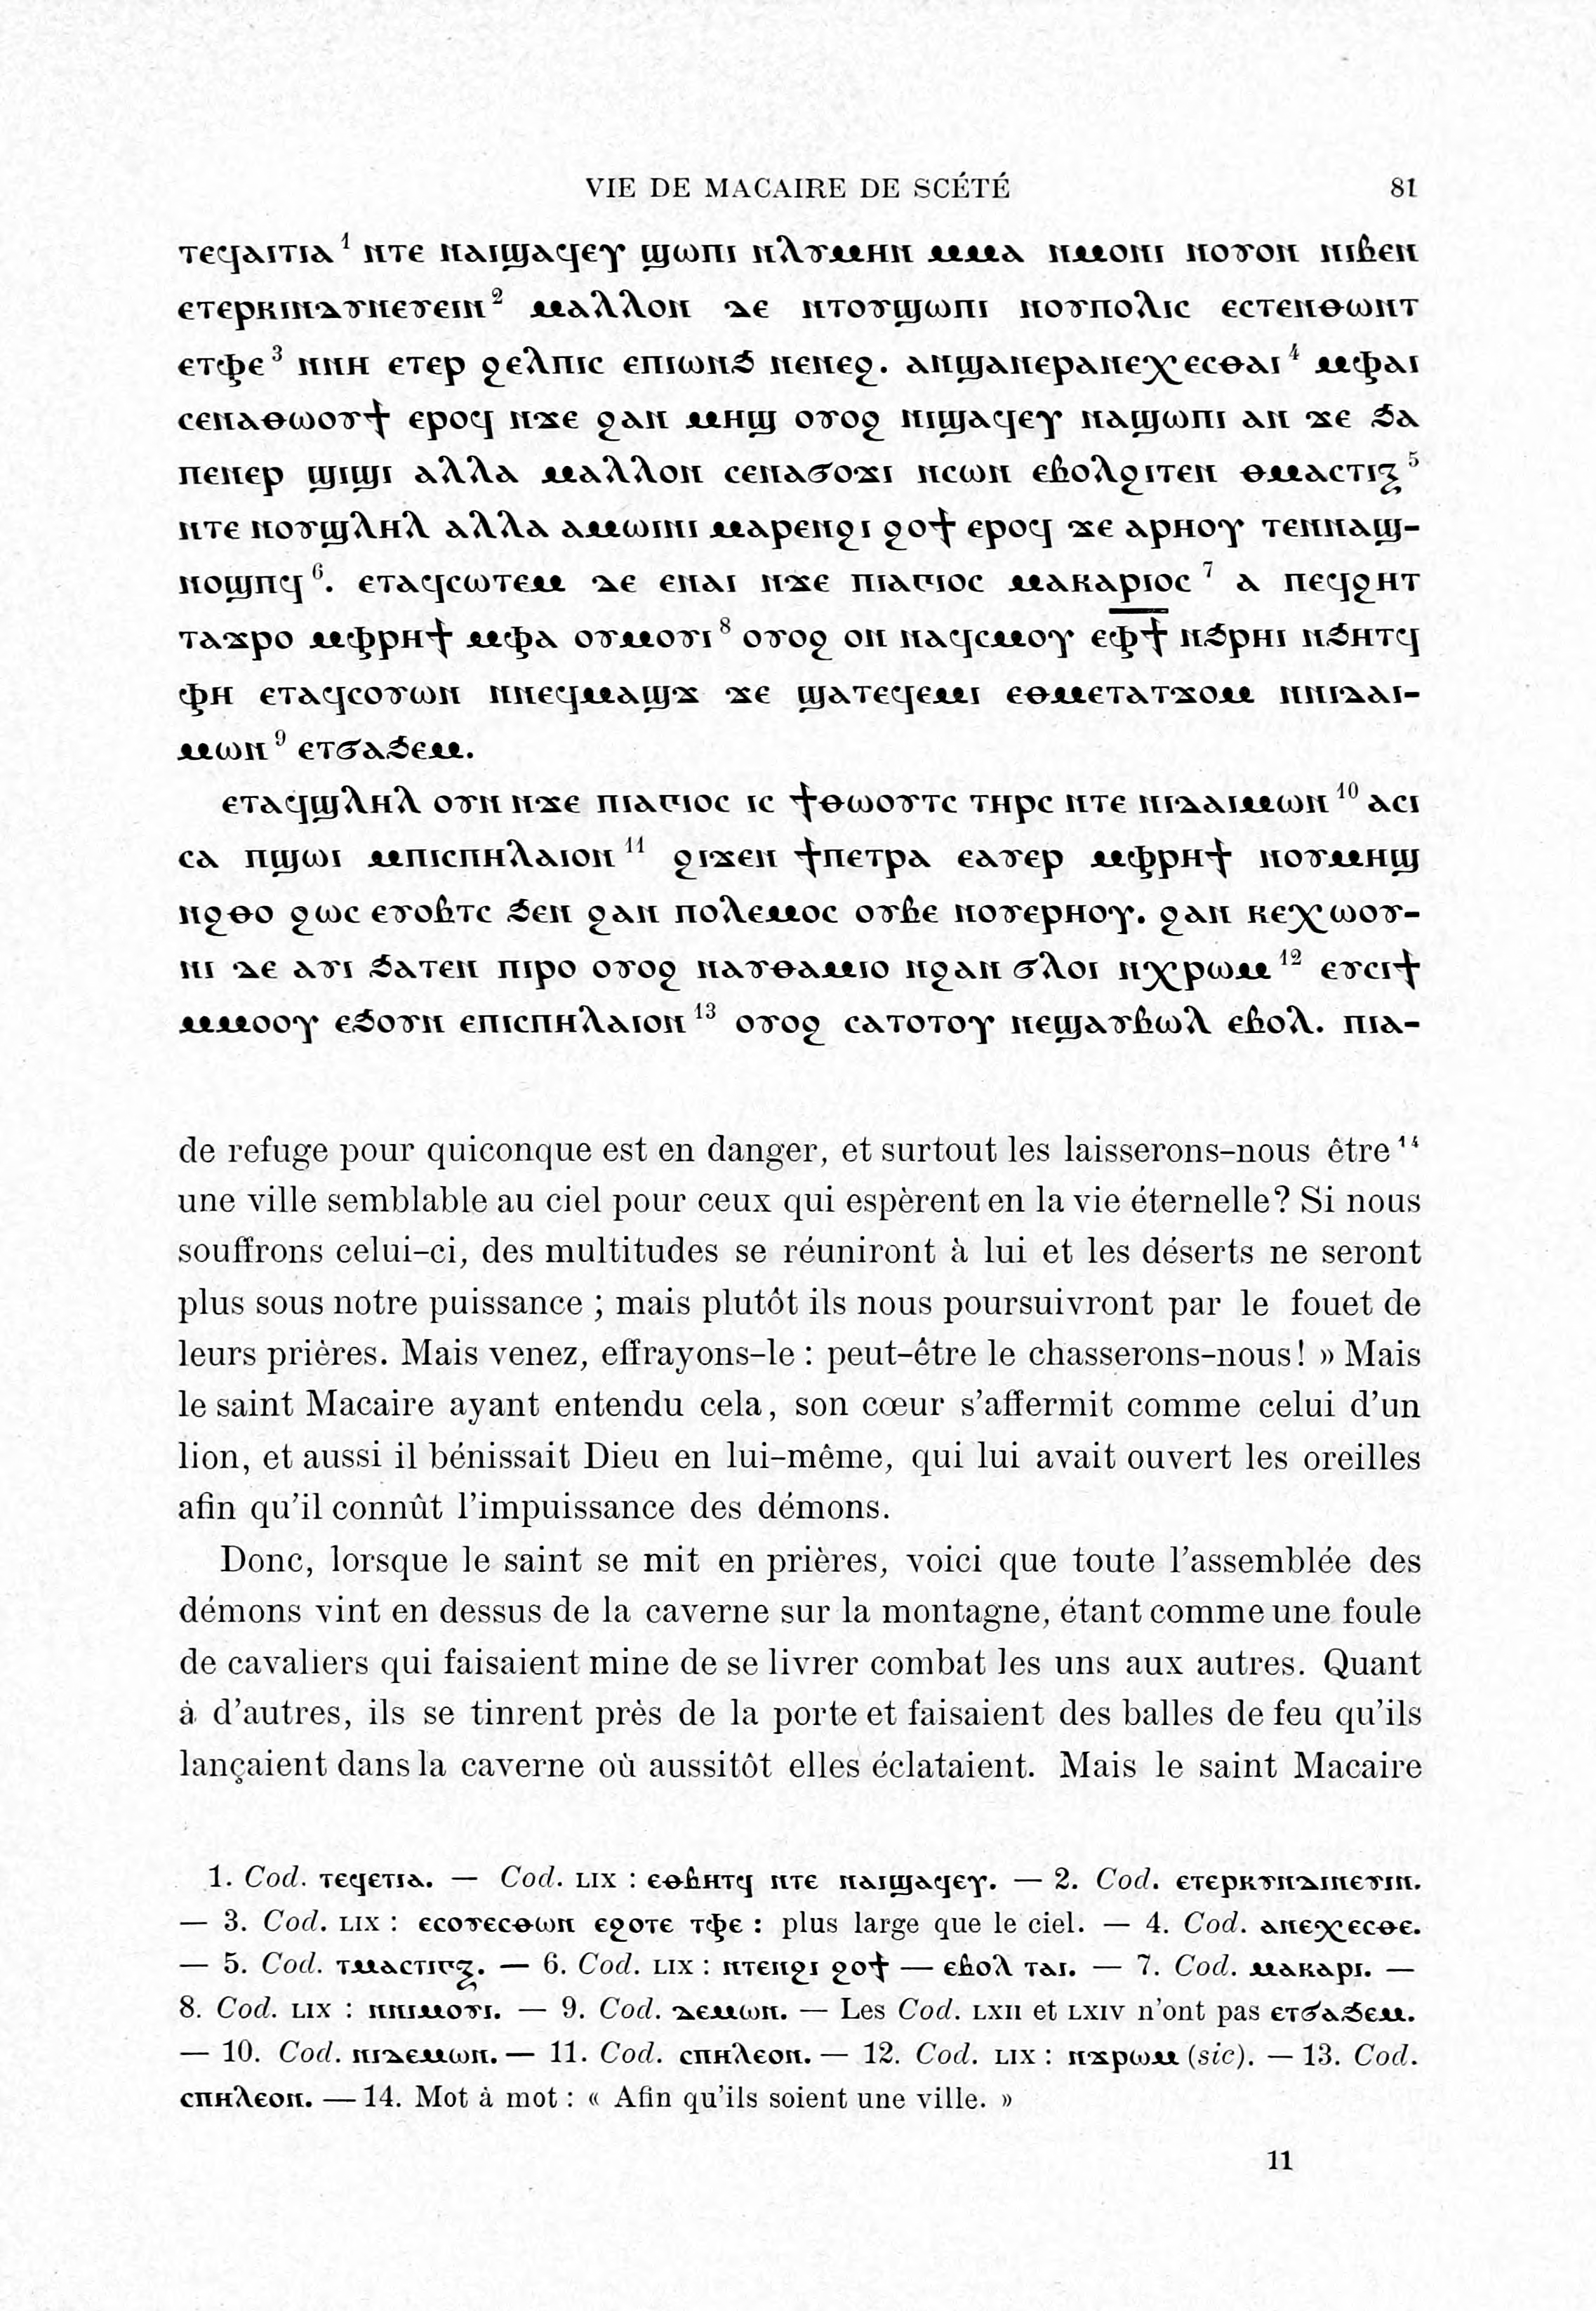 VIE DE MACAIRE DE SCÉTÉ 81
ⲧⲉϥⲁⲓⲧⲓⲁ ¹ ⲛⲧⲉ ⲛⲁⲓϣⲁϥⲉⲩ ϣⲱⲡⲓ ⲛⲗⲩⲙⲏⲛ ⲙⲙⲁ ⲛⲙⲟⲛⲓ ⲛⲟⲩⲟⲛ ⲛⲓⲃⲉⲛ
ⲉⲧⲉⲣⲕⲓⲛⲇⲩⲛⲉⲩⲉⲓⲛ ² ⲙⲁⲗⲗⲟⲛ ⲇⲉ ⲛⲧⲟⲩϣⲱⲡⲓ ⲛⲟⲩⲡⲟⲗⲓⲥ ⲉⲥⲧⲉⲛⲑⲱⲛⲧ
ⲉⲧⲫⲉ ³ ⲛⲛⲏ ⲉⲧⲉⲣ ϩⲉⲗⲡⲓⲥ ⲉⲡⲓⲱⲛϧ ⲛⲉⲛⲉϩ. ⲁⲛϣⲁⲛⲉⲣⲁⲛⲉⲭⲉⲥⲑⲁⲓ ⁴ ⲙⲫⲁⲓ
ⲥⲉⲛⲁⲑⲱⲟⲩϯ ⲉⲣⲟϥ ⲛϫⲉ ϩⲁⲛ ⲙⲏϣ ⲟⲩⲟϩ ⲛⲓϣⲁϥⲉⲩ ⲛⲁϣⲱⲡⲓ ⲁⲛ ϫⲉ ϧⲁ
ⲡⲉⲛⲉⲣ ϣⲓϣⲓ ⲁⲗⲗⲁ ⲙⲁⲗⲗⲟⲛ ⲥⲉⲛⲁϭⲟϫⲓ ⲛⲥⲱⲛ ⲉⲃⲟⲗϩⲓⲧⲉⲛ ⲑⲙⲁⲥⲧⲓⲝ ⁵
ⲛⲧⲉ ⲛⲟⲩϣⲗⲏⲗ ⲁⲗⲗⲁ ⲁⲙⲱⲓⲛⲓ ⲙⲁⲣⲉⲛϩⲓ ϩⲟϯ ⲉⲣⲟϥ ϫⲉ ⲁⲣⲏⲟⲩ ⲧⲉⲛⲛⲁϣ-
ⲛⲟϣⲡϥ ⁶. ⲉⲧⲁϥⲥⲱⲧⲉⲙ ⲇⲉ ⲉⲛⲁⲓ ⲛϫⲉ ⲡⲓⲁⲅⲓⲟⲥ ⲙⲁⲕⲁⲣⲓⲟⲥ ⁷ ⲁ ⲡⲉϥϩⲏⲧ
ⲧⲁϫⲣⲟ ⲙⲫⲣⲏϯ ⲙⲫⲁ ⲟⲩⲙⲟⲩⲓ ⁸ ⲟⲩⲟϩ ⲟⲛ ⲛⲁϥⲥⲙⲟⲩ ⲉⲫ̅ϯ̅ ⲛϧⲣⲏⲓ ⲛϧⲏⲧϥ
ⲫⲏ ⲉⲧⲁϥⲥⲟⲩⲱⲛ ⲛⲛⲉϥⲙⲁϣϫ ϫⲉ ϣⲁⲧⲉϥⲉⲙⲓ ⲉⲑⲙⲉⲧⲁⲧϫⲟⲙ ⲛⲛⲓⲇⲁⲓ-
ⲙⲱⲛ ⁹ ⲉⲧϭⲁϧⲉⲙ.
ⲉⲧⲁϥϣⲗⲏⲗ ⲟⲩⲛ ⲛϫⲉ ⲡⲓⲁⲅⲓⲟⲥ ⲓⲥ ϯⲑⲱⲟⲩⲧⲥ ⲧⲏⲣⲥ ⲛⲧⲉ ⲛⲓⲇⲁⲓⲙⲱⲛ ¹⁰ ⲁⲥⲓ
ⲥⲁ ⲡϣⲱⲓ ⲙⲡⲓⲥⲡⲏⲗⲁⲓⲟⲛ ¹¹ ϩⲓϫⲉⲛ ϯⲡⲉⲧⲣⲁ ⲉⲁⲩⲉⲣ ⲙⲫⲣⲏϯ ⲛⲟⲩⲙⲏϣ
ⲛϩⲑⲟ ϩⲱⲥ ⲉⲩⲟⲃⲧⲥ ϧⲉⲛ ϩⲁⲛ ⲡⲟⲗⲉⲙⲟⲥ ⲟⲩⲃⲉ ⲛⲟⲩⲉⲣⲏⲟⲩ. ϩⲁⲛ ⲕⲉⲭⲱⲟⲩ-
ⲛⲓ ⲇⲉ ⲁⲩⲓ ϧⲁⲧⲉⲛ ⲡⲓⲣⲟ ⲟⲩⲟϩ ⲛⲁⲩⲑⲁⲙⲓⲟ ⲛϩⲁⲛ ϭⲗⲟⲓ ⲛⲭⲣⲱⲙ ¹² ⲉⲩⲥⲓϯ
ⲙⲙⲟⲟⲩ ⲉϧⲟⲩⲛ ⲉⲡⲓⲥⲡⲏⲗⲁⲓⲟⲛ ¹³ ⲟⲩⲟϩ ⲥⲁⲧⲟⲧⲟⲩ ⲛⲉϣⲁⲩⲃⲱⲗ ⲉⲃⲟⲗ. ⲡⲓⲁ-
de refuge pour quiconque est en danger, et surtout les laisserons-nous être ¹⁴
une ville semblable au ciel pour ceux qui espèrent en la vie éternelle? Si nous
souffrons celui-ci, des multitudes se réuniront à lui et les déserts ne seront
plus sous notre puissance ; mais plutôt ils nous poursuivront par le fouet de
leurs prières. Mais venez, effrayons-le : peut-être le chasserons-nous! » Mais
le saint Macaire ayant entendu cela, son cœur s'affermit comme celui d'un
lion, et aussi il bénissait Dieu en lui-même, qui lui avait ouvert les oreilles
afin qu'il connût l'impuissance des démons.
Donc, lorsque le saint se mit en prières, voici que toute l'assemblée des
démons vint en dessus de la caverne sur la montagne, étant comme une foule
de cavaliers qui faisaient mine de se livrer combat les uns aux autres. Quant
à d'autres, ils se tinrent près de la porte et faisaient des balles de feu qu'ils
lançaient dans la caverne où aussitôt elles éclataient. Mais le saint Macaire
1. Cod. ⲧⲉϥⲉⲧⲓⲁ. — Cod. LIX : ⲉⲑⲃⲏⲧϥ ⲛⲧⲉ ⲛⲁⲓϣⲁϥⲉⲩ. — 2. Cod. ⲉⲧⲉⲣⲕⲩⲛⲇⲓⲛⲉⲩⲓⲛ.
— 3. Cod. LIX : ⲉⲥⲟⲩⲉⲥⲑⲱⲛ ⲉϩⲟⲧⲉ ⲧⲫⲉ : plus large que le ciel. — 4. Cod. ⲁⲛⲉⲭⲉⲥⲑⲉ.
— 5. Cod. ⲧⲙⲁⲥⲧⲓⲅⲝ. — 6. Cod. LIX : ⲛⲧⲉⲛϩⲓ ϩⲟϯ — ⲉⲃⲟⲗ ⲧⲁⲓ. — 7. Cod. ⲙⲁⲕⲁⲣⲓ. —
8. Cod. LIX : ⲛⲛⲓⲙⲟⲩⲓ. — 9. Cod. ⲇⲉⲙⲱⲛ. — Les Cod. LXII et LXIV n'ont pas ⲉⲧϭⲁϧⲉⲙ.
— 10. Cod. ⲛⲓⲇⲉⲙⲱⲛ. — 11. Cod. ⲥⲡⲏⲗⲉⲟⲛ. — 12. Cod. LIX : ⲛϫⲣⲱⲙ (sic). — 13. Cod.
ⲥⲡⲏⲗⲉⲟⲛ. — 14. Mot à mot : « Afin qu'ils soient une ville. »
11